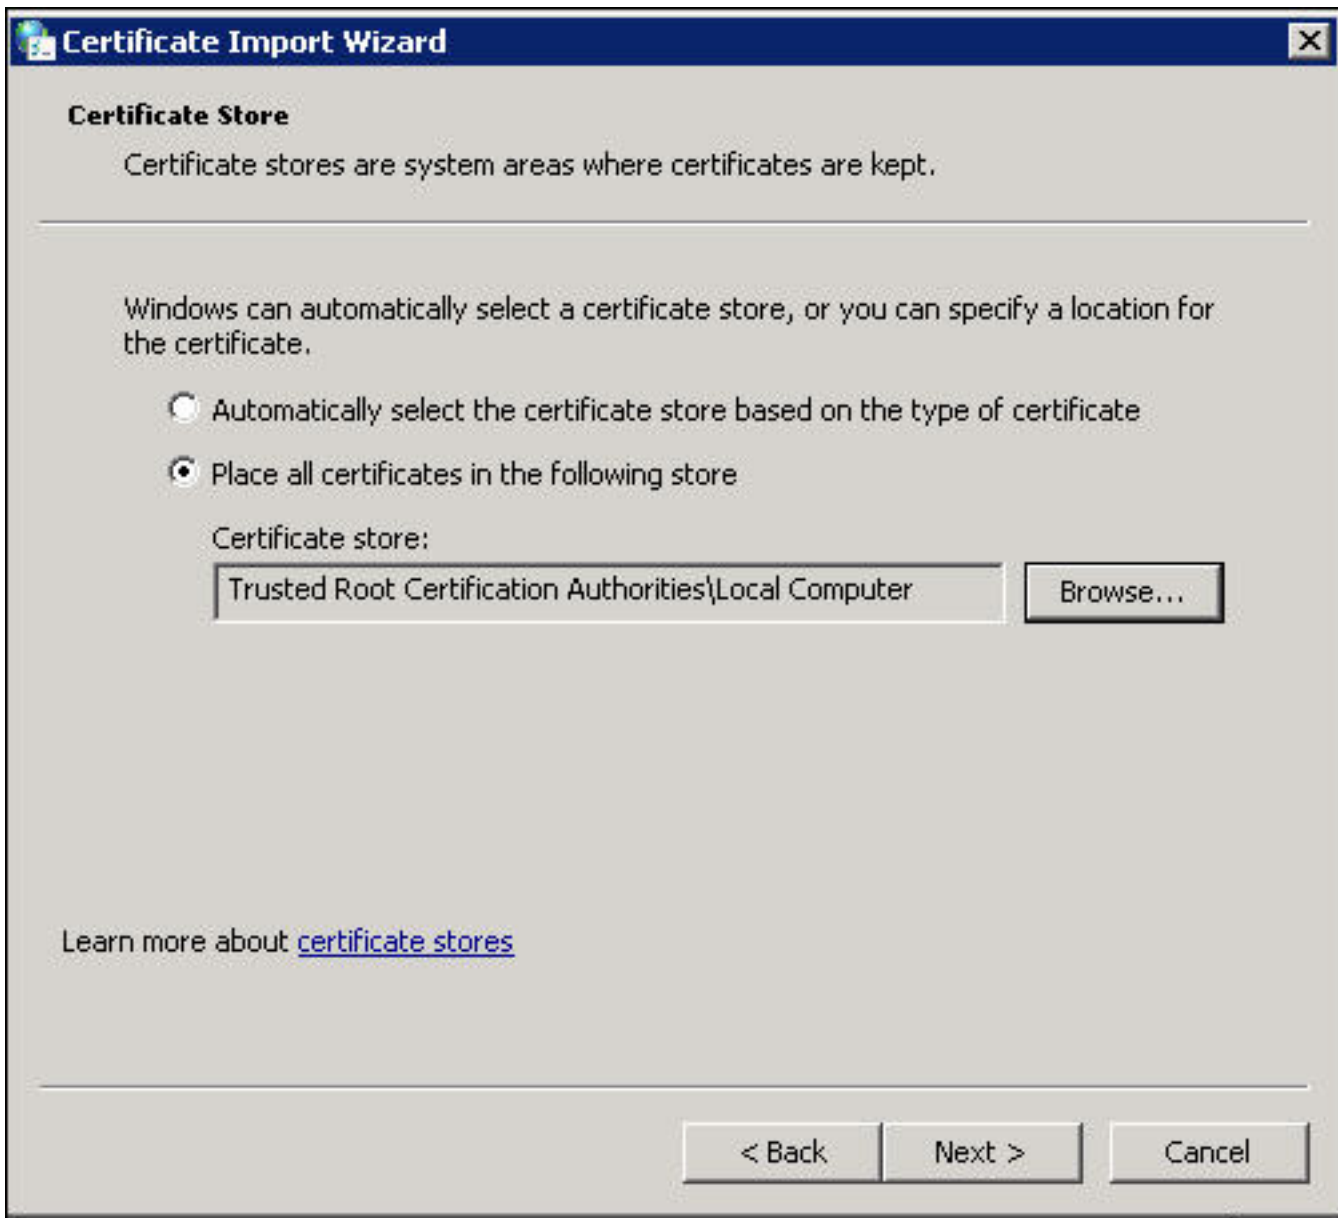 Certificate Import Wizard
Certificate Store
Certificate stores are system areas where certificates are kept.
Windows can automatically select a certificate store, or you can specify a location for
the certificate.
Automatically select the certificate store based on the type of certificate
Place all certificates in the following store
Certificate store:
Trusted Root Certification Authorities\Local Computer
Browse...
Learn more about certificate stores
< Back
Next >
Cancel